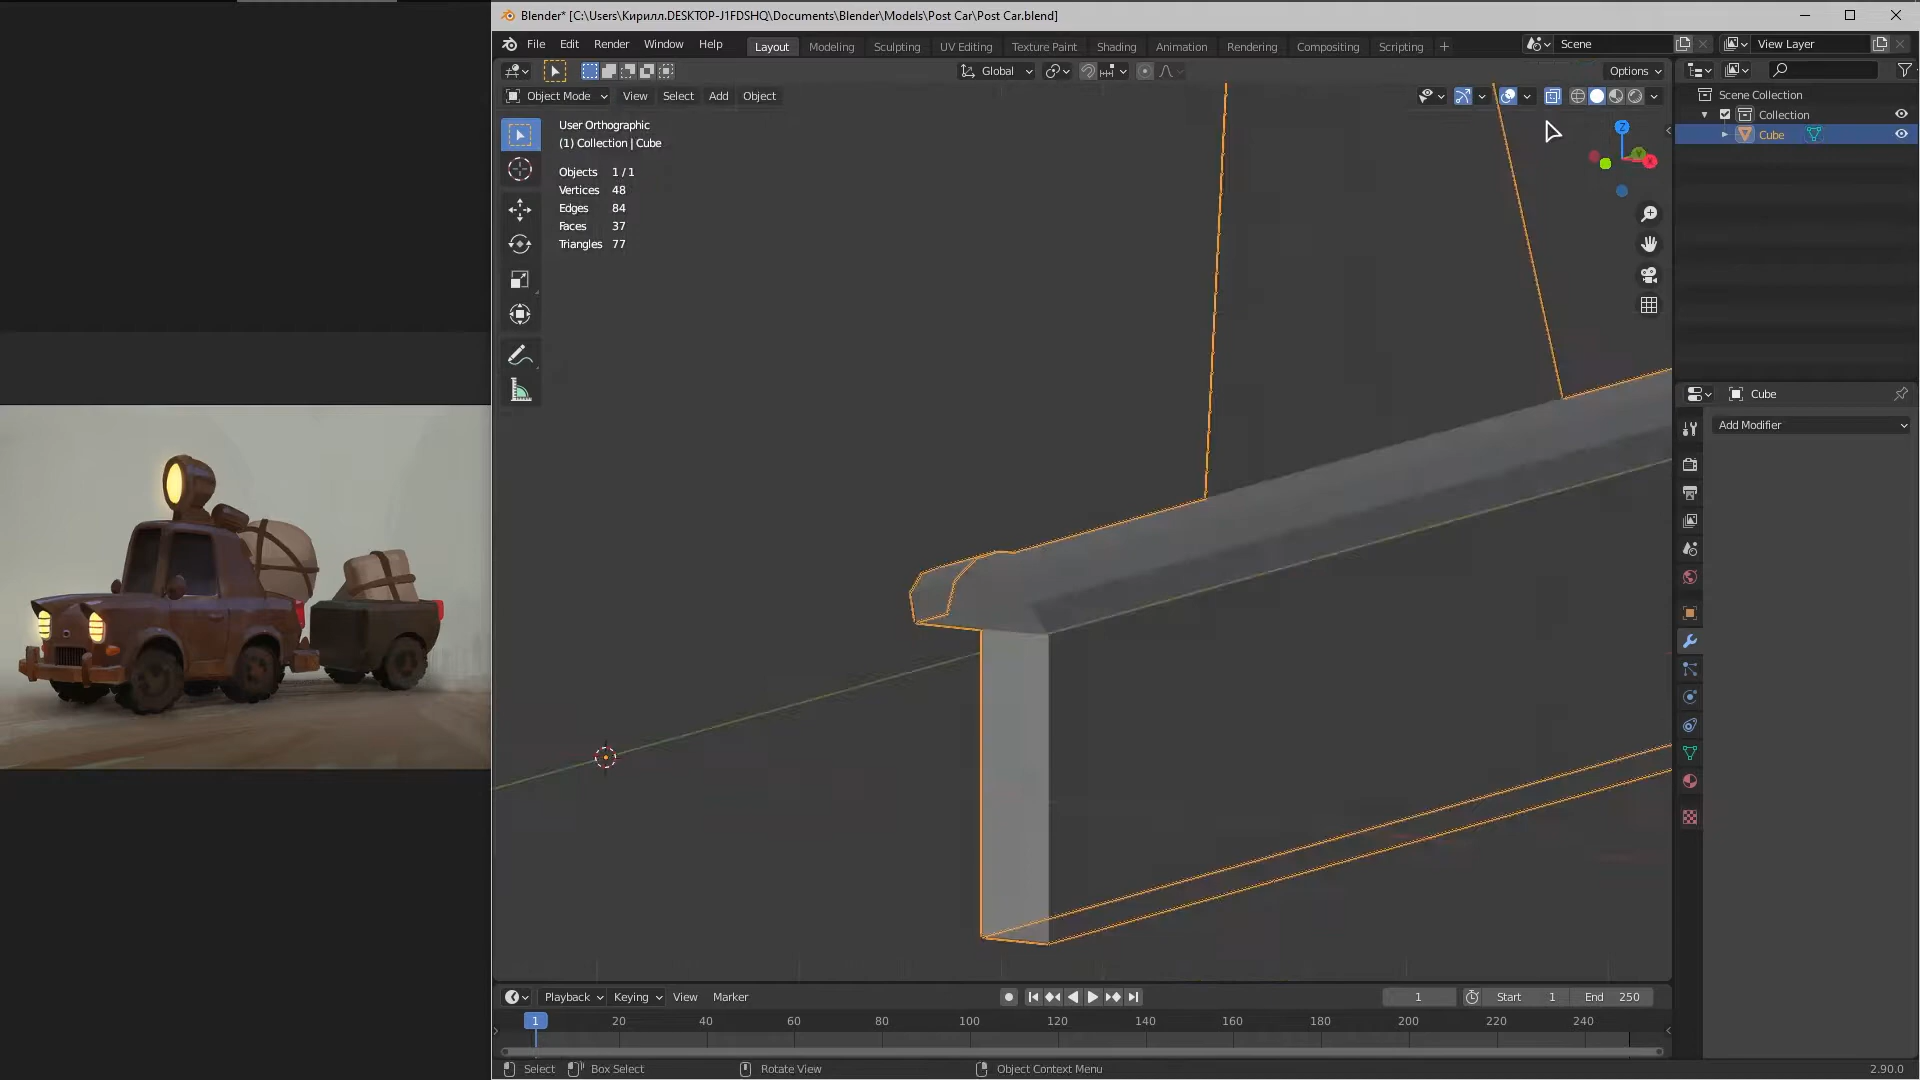 Blender* [C:\Users\Кирилл.DESKTOP-J1FDSHQ\Documents\Blender\Models\Post Car\Post Car.blend]
File Edit Render Window Help Layout Modeling Sculpting UV Editing Texture Paint Shading Animation Rendering Compositing Scripting + Scene View Layer
Global Options
Object Mode View Select Add Object
Scene Collection
Collection
Cube
User Orthographic
(1) Collection | Cube
Objects 1 / 1
Vertices 48
Edges 84
Faces 37
Triangles 77
Z
Y
X
Cube
Add Modifier
Playback Keying View Marker 1 Start 1 End 250
1 20 40 60 80 100 120 140 160 180 200 220 240
Select Box Select Rotate View Object Context Menu 2.90.0